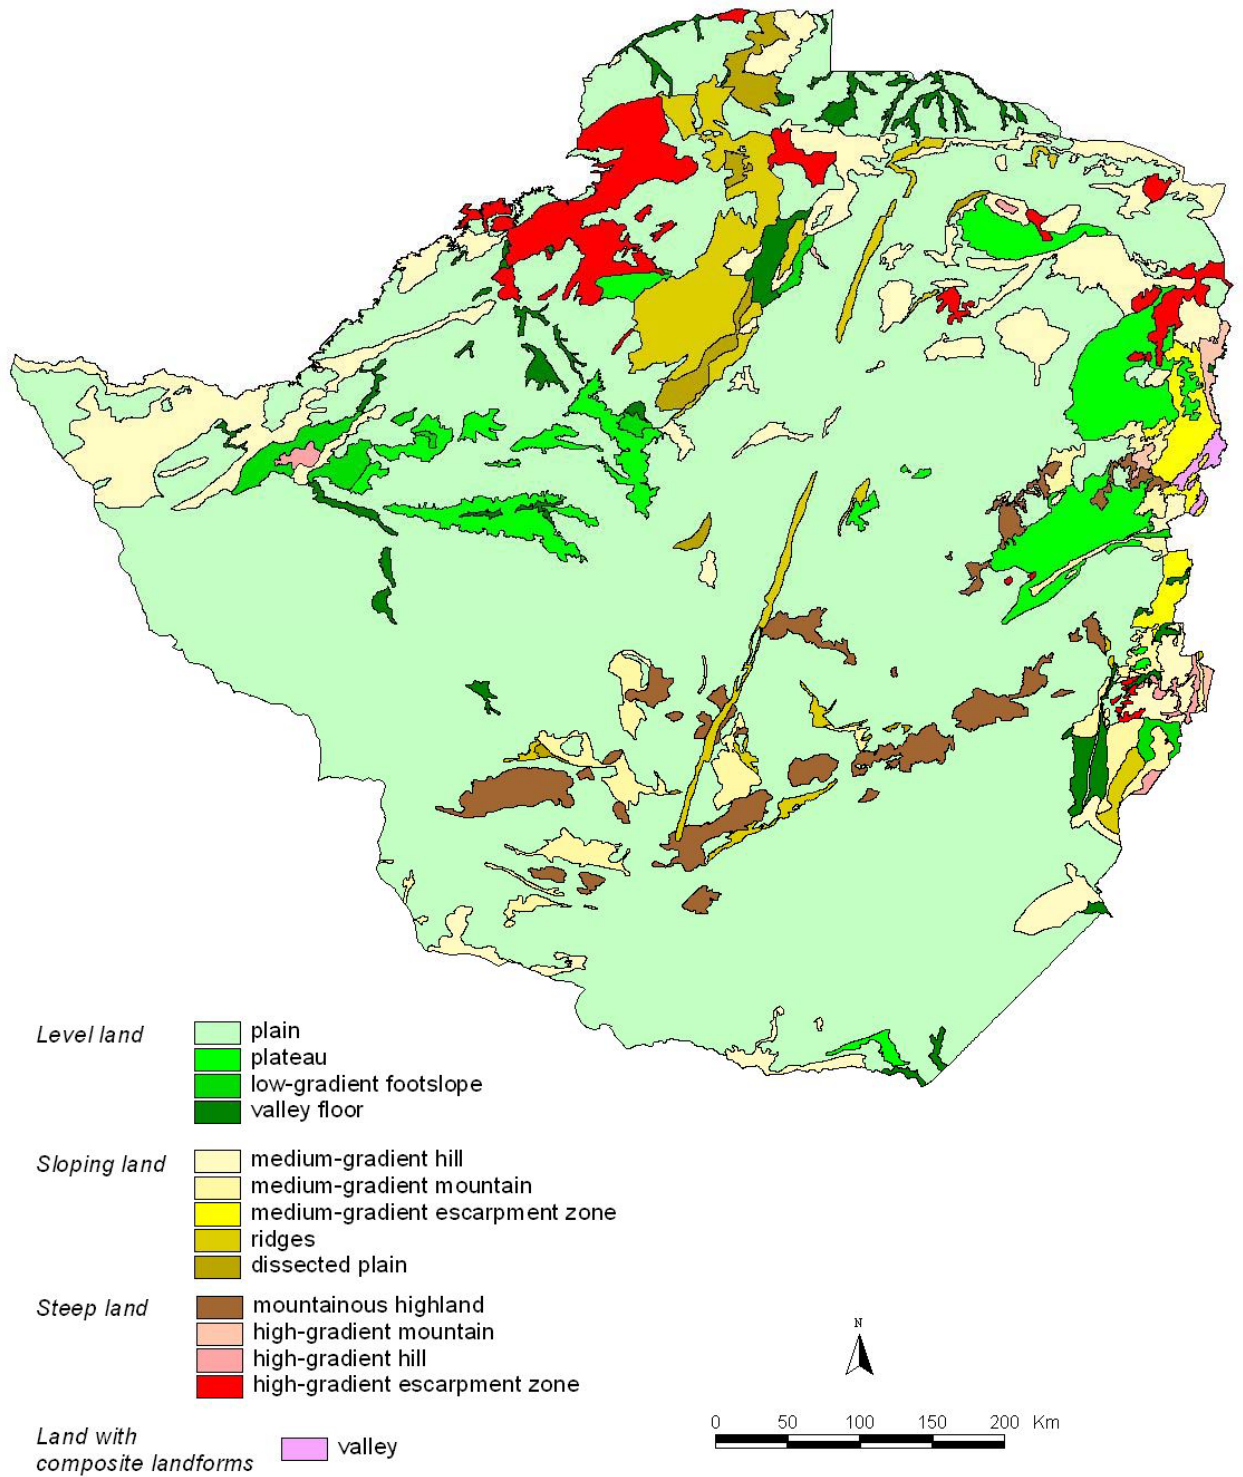 Level land
plain
plateau
low-gradient footslope
valley floor
Sloping land
medium-gradient hill
medium-gradient mountain
medium-gradient escarpment zone
ridges
dissected plain
Steep land
mountainous highland
high-gradient mountain
high-gradient hill
high-gradient escarpment zone
Land with
composite landforms
valley
N
0 50 100 150 200 Km